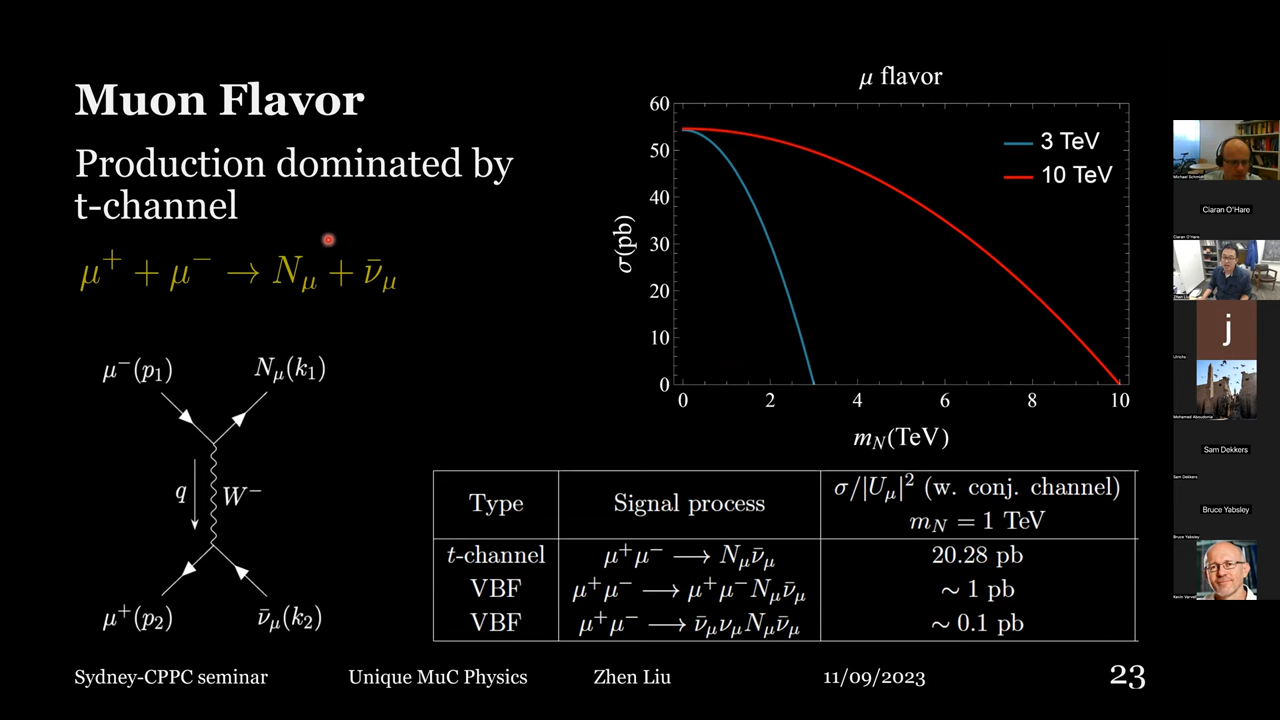 Muon Flavor
Production dominated by
t-channel
μ⁺ + μ⁻ → N_μ + ν̄_μ
μ⁻(p₁)
N_μ(k₁)
q
W⁻
μ⁺(p₂)
ν̄_μ(k₂)
μ flavor
3 TeV
10 TeV
σ(pb)
60
50
40
30
20
10
0
0 2 4 6 8 10
m_N(TeV)
Type Signal process σ/|U_μ|² (w. conj. channel)
m_N = 1 TeV
t-channel μ⁺μ⁻ ⟶ N_μν̄_μ 20.28 pb
VBF μ⁺μ⁻ ⟶ μ⁺μ⁻N_μν̄_μ ∼ 1 pb
VBF μ⁺μ⁻ ⟶ ν̄_μν_μN_μν̄_μ ∼ 0.1 pb
Sydney-CPPC seminar Unique MuC Physics Zhen Liu 11/09/2023 23
Michael Schmidt
Ciaran O'Hare
Ciaran O'Hare
Zhen Liu
j
Mohamed Aboudonia
Sam Dekkers
Sam Dekkers
Bruce Yabsley
Bruce Yabsley